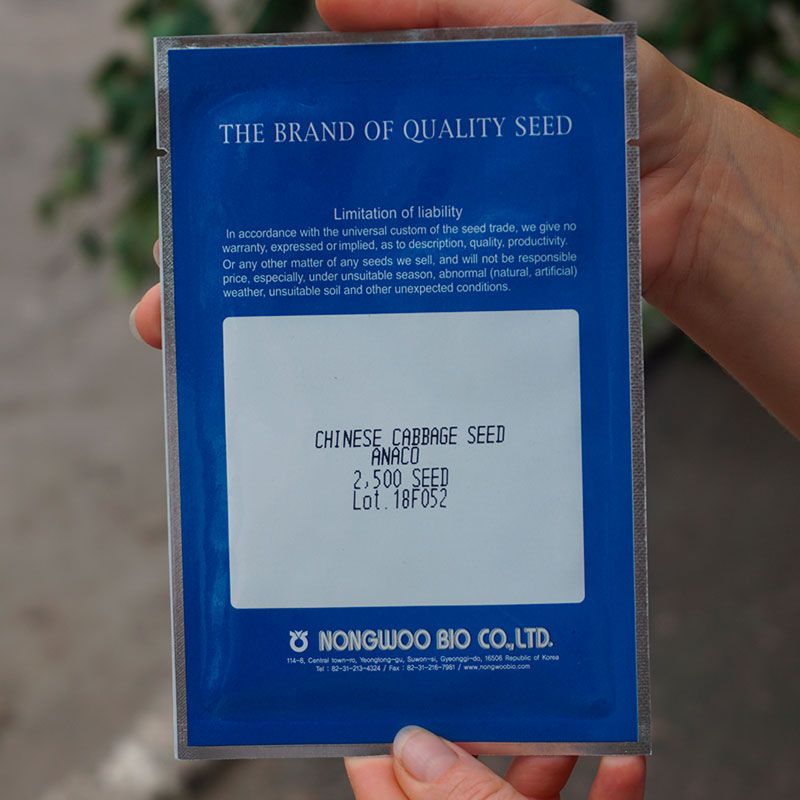 THE BRAND OF QUALITY SEED
Limitation of liability
In accordance with the universal custom of the seed trade, we give no
warranty, expressed or implied, as to description, quality, productivity.
Or any other matter of any seeds we sell, and will not be responsible
price, especially, under unsuitable season, abnormal (natural, artificial)
weather, unsuitable soil and other unexpected conditions.
CHINESE CABBAGE SEED
ANACO
2,500 SEED
Lot.18F052
NONGWOO BIO CO.,LTD.
114-8, Central town-ro, Yeongtong-gu, Suwon-si, Gyeonggi-do, 16506 Republic of Korea
Tel : 82-31-213-4324 / Fax : 82-31-216-7981 / www.nongwoobio.com